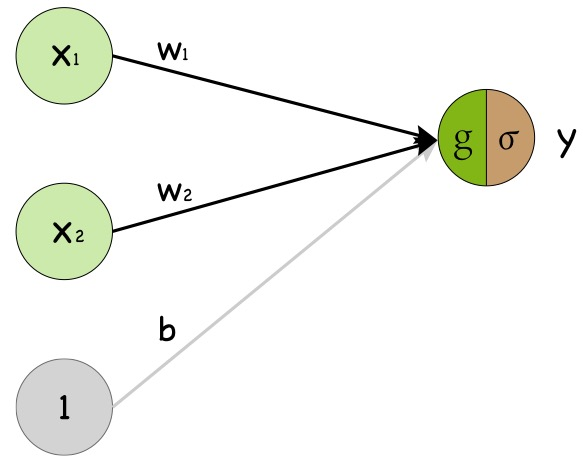 x₁
w₁
g σ
y
w₂
x₂
b
1